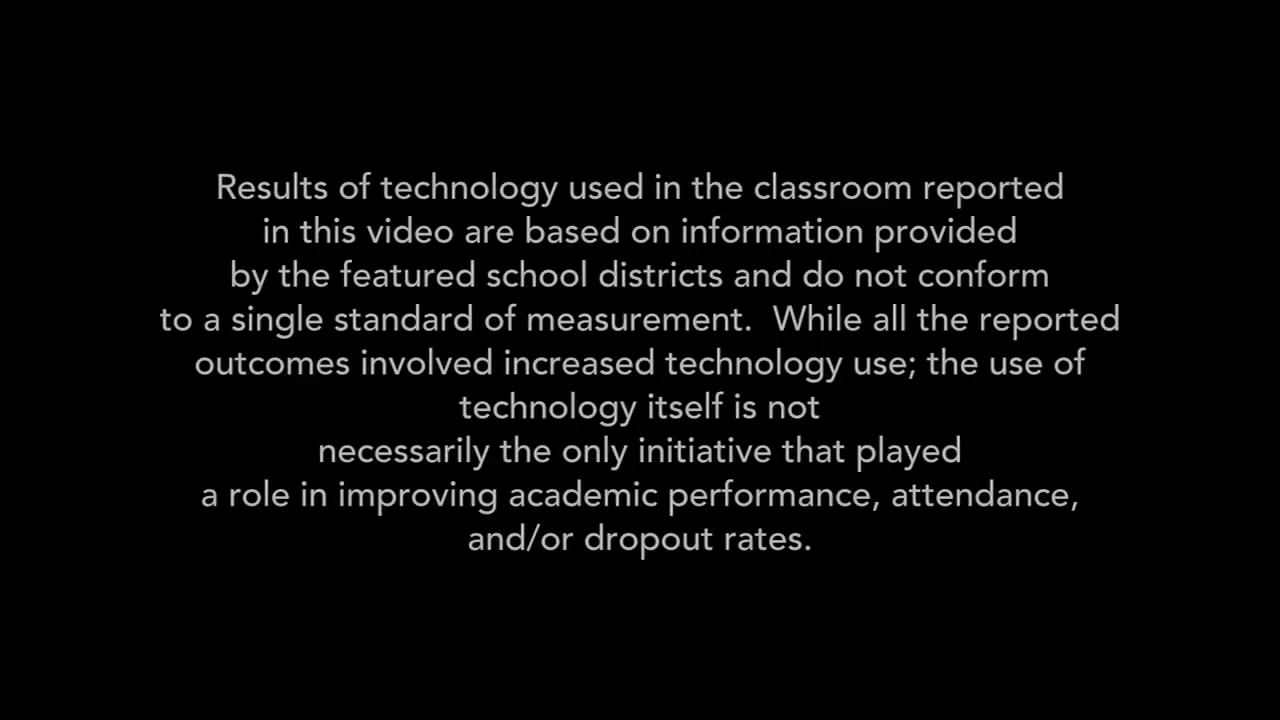 Results of technology used in the classroom reported
in this video are based on information provided
by the featured school districts and do not conform
to a single standard of measurement.  While all the reported
outcomes involved increased technology use; the use of
technology itself is not
necessarily the only initiative that played
a role in improving academic performance, attendance,
and/or dropout rates.